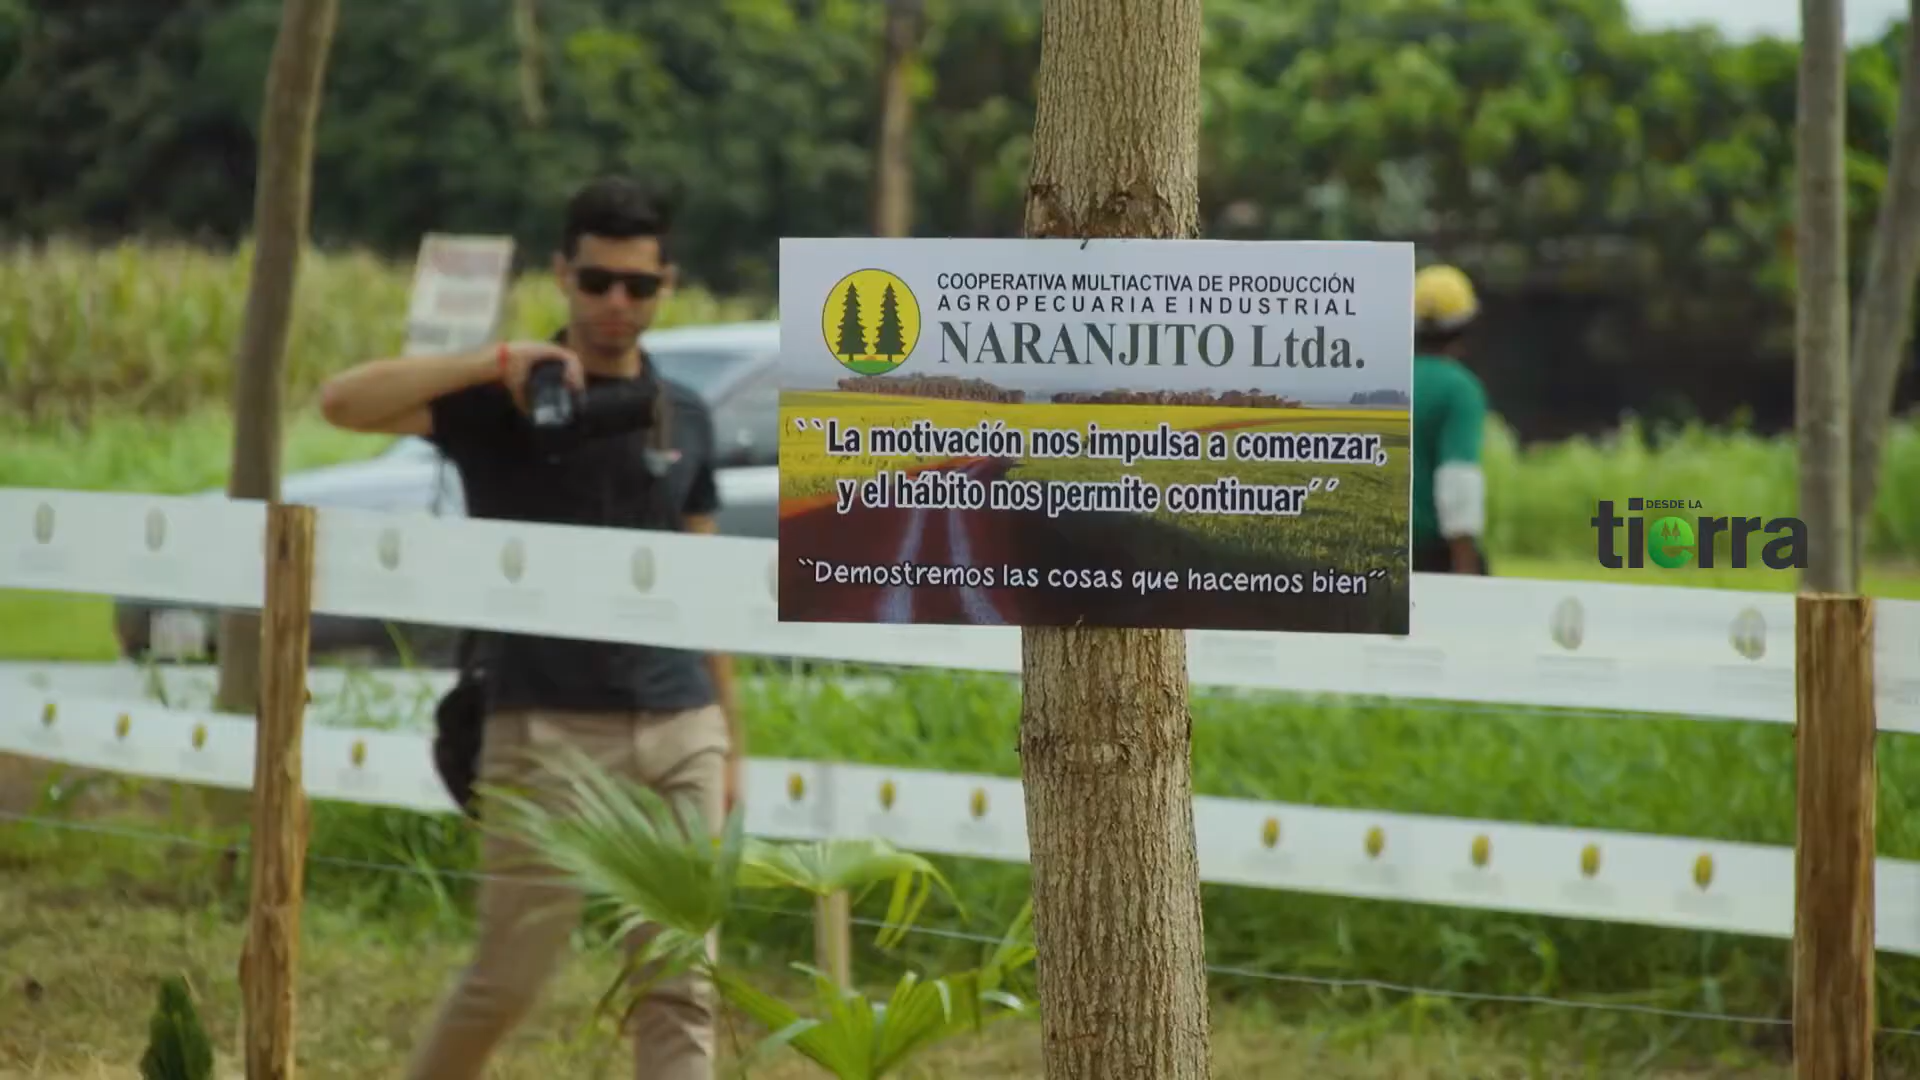 COOPERATIVA MULTIACTIVA DE PRODUCCIÓN
AGROPECUARIA E INDUSTRIAL
NARANJITO Ltda.
``La motivación nos impulsa a comenzar,
y el hábito nos permite continuar´´
``Demostremos las cosas que hacemos bien´´
DESDE LA
tierra